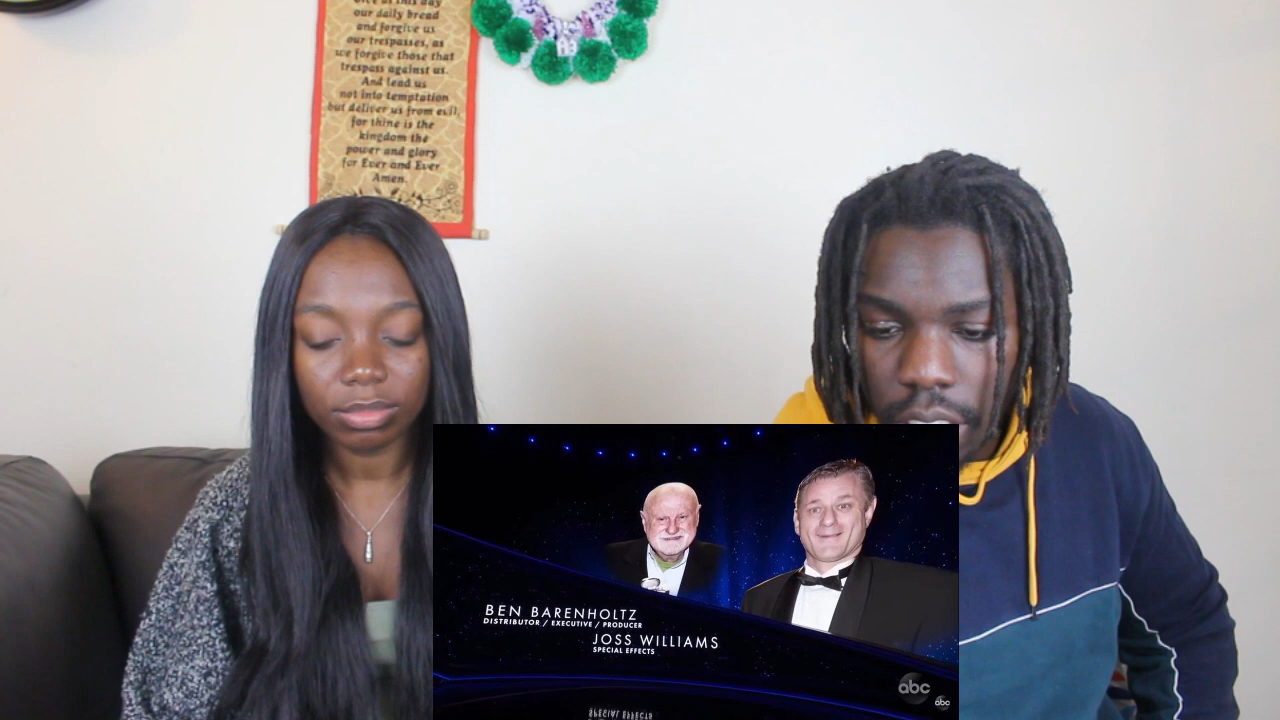 Give us this day
our daily bread
and forgive us
our trespasses, as
we forgive those that
trespass against us.
And lead us
not into temptation
but deliver us from evil,
for thine is the
kingdom the
power and glory
for Ever and Ever
Amen.
BEN BARENHOLTZ
DISTRIBUTOR / EXECUTIVE / PRODUCER
JOSS WILLIAMS
SPECIAL EFFECTS
abc
abc
SPECIAL EFFECTS